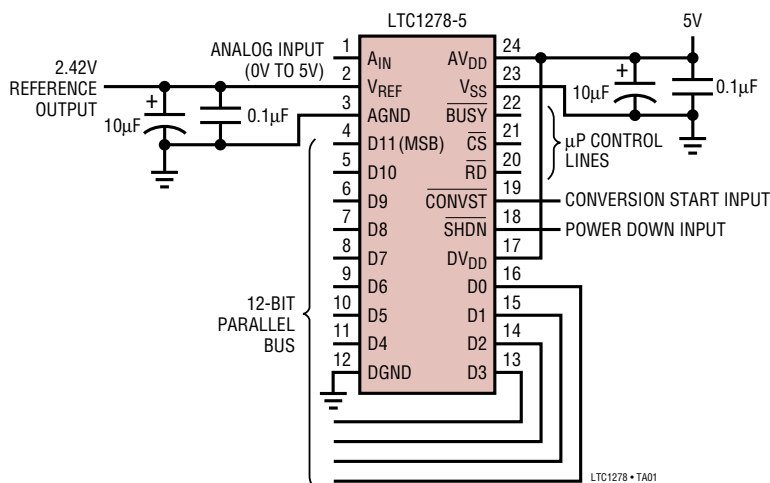 LTC1278-5
ANALOG INPUT
(0V TO 5V)
2.42V
REFERENCE
OUTPUT
+
10µF
0.1µF
12-BIT
PARALLEL
BUS
1 AIN
2 VREF
3 AGND
4 D11 (MSB)
5 D10
6 D9
7 D8
8 D7
9 D6
10 D5
11 D4
12 DGND
AVDD 24
VSS 23
BUSY 22
CS 21
RD 20
CONVST 19
SHDN 18
DVDD 17
D0 16
D1 15
D2 14
D3 13
5V
+
10µF
0.1µF
µP CONTROL
LINES
CONVERSION START INPUT
POWER DOWN INPUT
LTC1278 • TA01